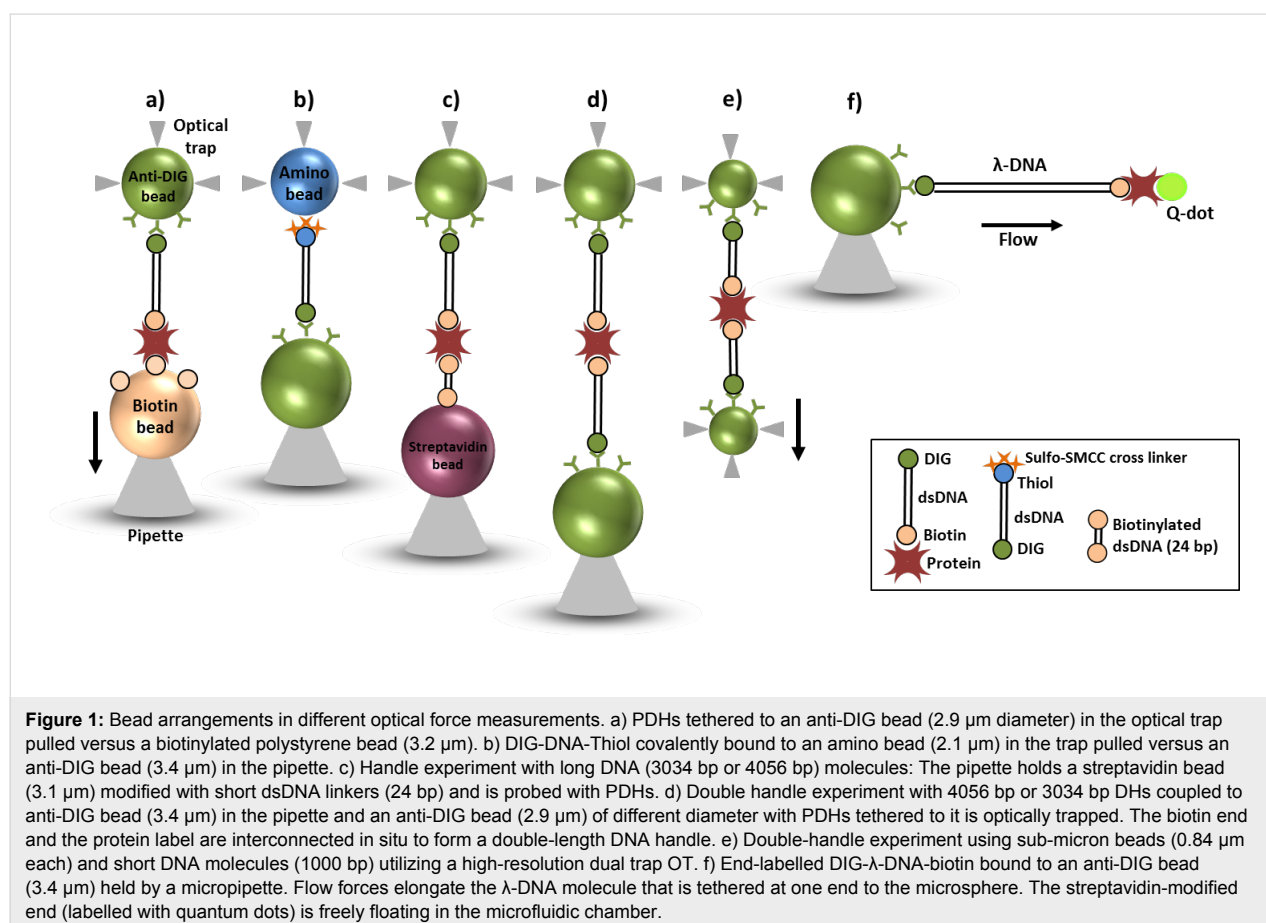 a)
b)
c)
d)
e)
f)
Optical
trap
Anti-DIG
bead
Amino
bead
λ-DNA
Q-dot
Flow
Biotin
bead
Streptavidin
bead
Pipette
DIG
dsDNA
Biotin
Protein
Sulfo-SMCC cross linker
Thiol
dsDNA
DIG
Biotinylated
dsDNA (24 bp)
Figure 1: Bead arrangements in different optical force measurements. a) PDHs tethered to an anti-DIG bead (2.9 µm diameter) in the optical trap
pulled versus a biotinylated polystyrene bead (3.2 µm). b) DIG-DNA-Thiol covalently bound to an amino bead (2.1 µm) in the trap pulled versus an
anti-DIG bead (3.4 µm) in the pipette. c) Handle experiment with long DNA (3034 bp or 4056 bp) molecules: The pipette holds a streptavidin bead
(3.1 µm) modified with short dsDNA linkers (24 bp) and is probed with PDHs. d) Double handle experiment with 4056 bp or 3034 bp DHs coupled to
anti-DIG bead (3.4 µm) in the pipette and an anti-DIG bead (2.9 µm) of different diameter with PDHs tethered to it is optically trapped. The biotin end
and the protein label are interconnected in situ to form a double-length DNA handle. e) Double-handle experiment using sub-micron beads (0.84 µm
each) and short DNA molecules (1000 bp) utilizing a high-resolution dual trap OT. f) End-labelled DIG-λ-DNA-biotin bound to an anti-DIG bead
(3.4 µm) held by a micropipette. Flow forces elongate the λ-DNA molecule that is tethered at one end to the microsphere. The streptavidin-modified
end (labelled with quantum dots) is freely floating in the microfluidic chamber.